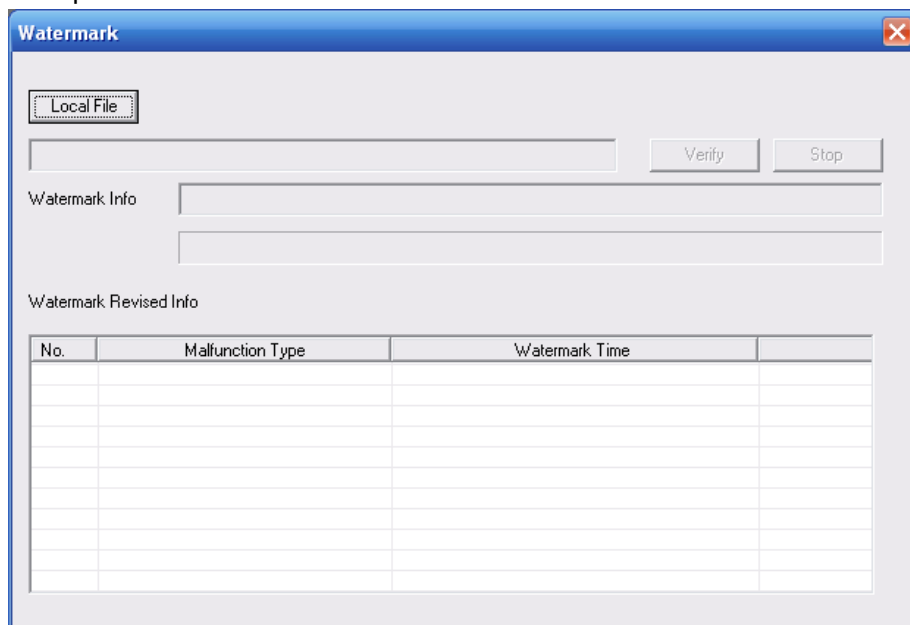 Watermark
Local File
Verify Stop
Watermark Info
Watermark Revised Info
No. Malfunction Type Watermark Time